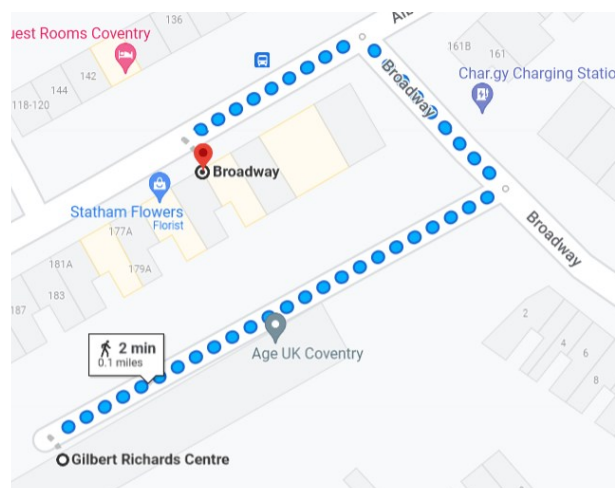 136
uest Rooms Coventry
142
144
118-120
161B
161
Broadway
Char.gy Charging Statio
Broadway
Statham Flowers
Florist
177A
179A
181A
183
187
Broadway
2
4
6
8
2 min
0.1 miles
Age UK Coventry
Gilbert Richards Centre